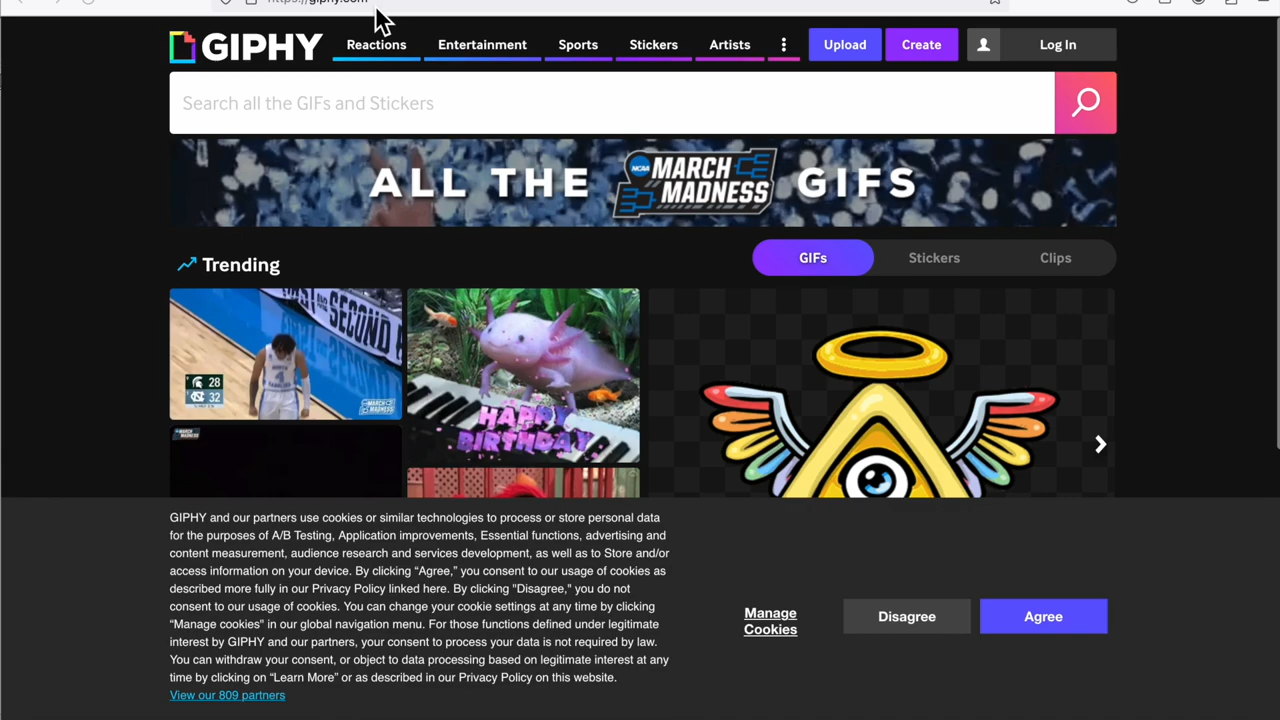 https://giphy.com
GIPHY
Reactions
Entertainment
Sports
Stickers
Artists
Upload
Create
Log In
Search all the GIFs and Stickers
ALL THE NCAA MARCH MADNESS GIFS
Trending
GIFs
Stickers
Clips
SECOND
NORTH CAROLINA
4
28
32
MARCH MADNESS
HAPPY
BIRTHDAY
MARCH MADNESS
GIPHY and our partners use cookies or similar technologies to process or store personal data
for the purposes of A/B Testing, Application improvements, Essential functions, advertising and
content measurement, audience research and services development, as well as to Store and/or
access information on your device. By clicking “Agree,” you consent to our usage of cookies as
described more fully in our Privacy Policy linked here. By clicking "Disagree," you do not
consent to our usage of cookies. You can change your cookie settings at any time by clicking
“Manage cookies” in our global navigation menu. For those functions defined under legitimate
interest by GIPHY and our partners, your consent to process your data is not required by law.
You can withdraw your consent, or object to data processing based on legitimate interest at any
time by clicking on “Learn More” or as described in our Privacy Policy on this website.
View our 809 partners
Manage
Cookies
Disagree
Agree